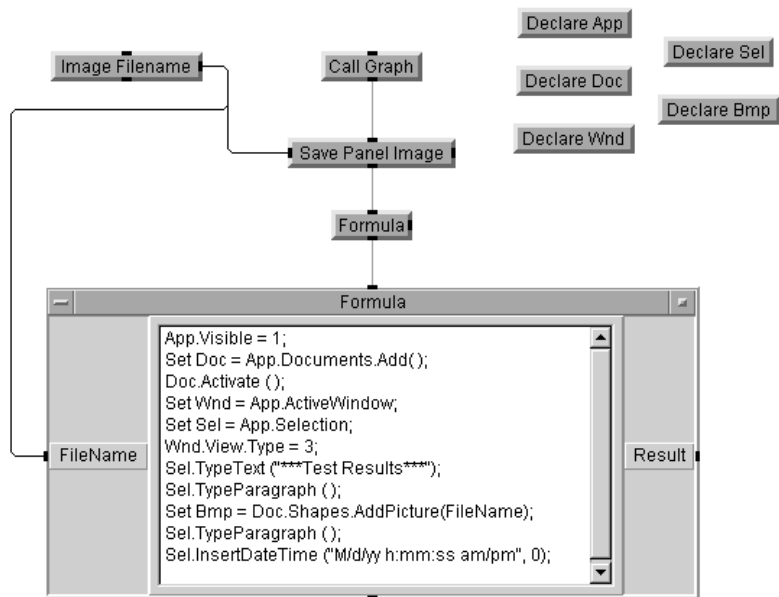 Declare App
Image Filename
Call Graph
Declare Sel
Declare Doc
Declare Bmp
Declare Wnd
Save Panel Image
Formula
Formula
App.Visible = 1;
Set Doc = App.Documents.Add();
Doc.Activate ();
Set Wnd = App.ActiveWindow;
Set Sel = App.Selection;
Wnd.View.Type = 3;
Sel.TypeText ("***Test Results***");
Sel.TypeParagraph ();
Set Bmp = Doc.Shapes.AddPicture(FileName);
Sel.TypeParagraph ();
Sel.InsertDateTime ("M/d/yy h:mm:ss am/pm", 0);
FileName
Result